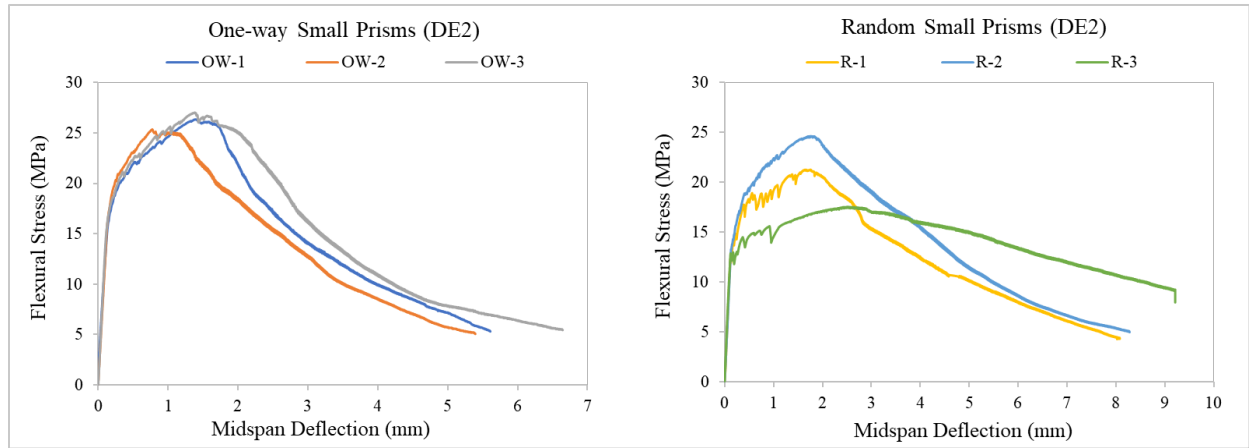 One-way Small Prisms (DE2)
OW-1 OW-2 OW-3
Flexural Stress (MPa)
30
25
20
15
10
5
0
0 1 2 3 4 5 6 7
Midspan Deflection (mm)
Random Small Prisms (DE2)
R-1 R-2 R-3
Flexural Stress (MPa)
30
25
20
15
10
5
0
0 1 2 3 4 5 6 7 8 9 10
Midspan Deflection (mm)